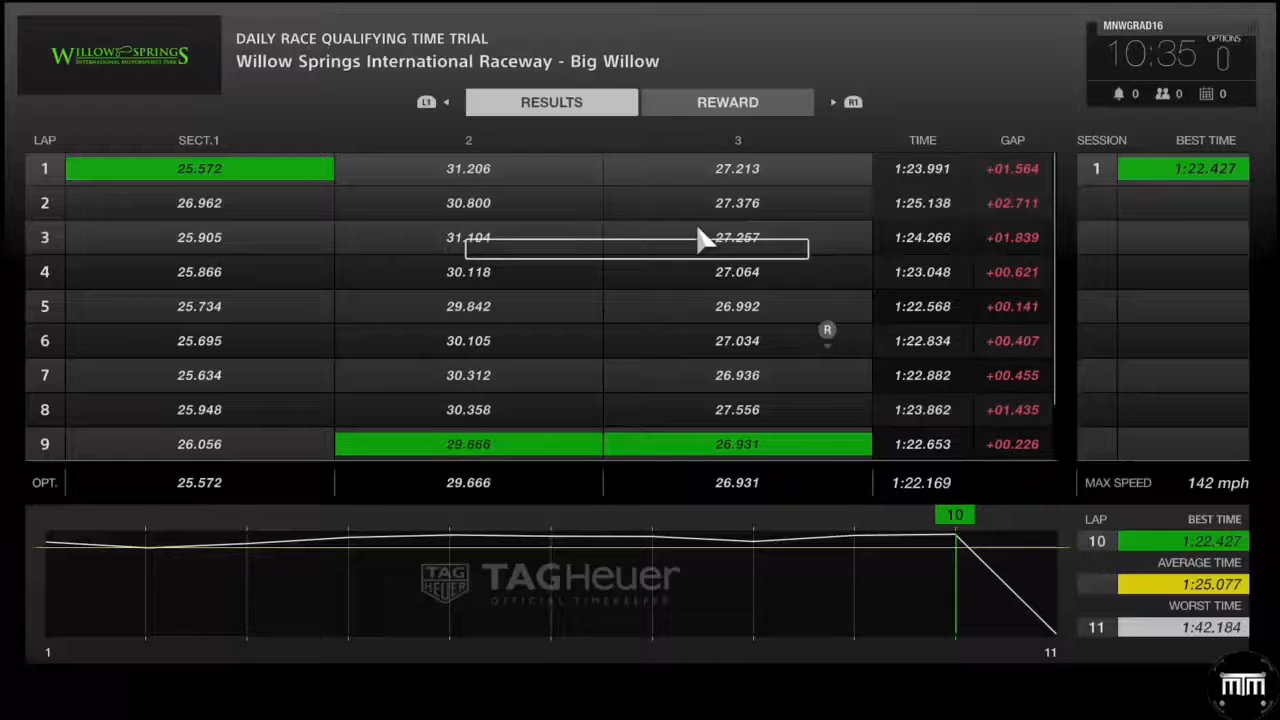 WILLOW SPRINGS
INTERNATIONAL MOTORSPORTS PARK
DAILY RACE QUALIFYING TIME TRIAL
Willow Springs International Raceway - Big Willow
MNWGRAD16
10:35
OPTIONS
0 0 0
L1 RESULTS REWARD R1
LAP SECT.1 2 3 TIME GAP SESSION BEST TIME
1 25.572 31.206 27.213 1:23.991 +01.564 1 1:22.427
2 26.962 30.800 27.376 1:25.138 +02.711
3 25.905 31.104 27.257 1:24.266 +01.839
4 25.866 30.118 27.064 1:23.048 +00.621
5 25.734 29.842 26.992 1:22.568 +00.141
6 25.695 30.105 27.034 1:22.834 +00.407
R
7 25.634 30.312 26.936 1:22.882 +00.455
8 25.948 30.358 27.556 1:23.862 +01.435
9 26.056 29.666 26.931 1:22.653 +00.226
OPT. 25.572 29.666 26.931 1:22.169 MAX SPEED 142 mph
10
LAP BEST TIME
10 1:22.427
AVERAGE TIME
1:25.077
WORST TIME
11 1:42.184
TAG HEUER
TAGHeuer
OFFICIAL TIMEKEEPER
1 11
MTM